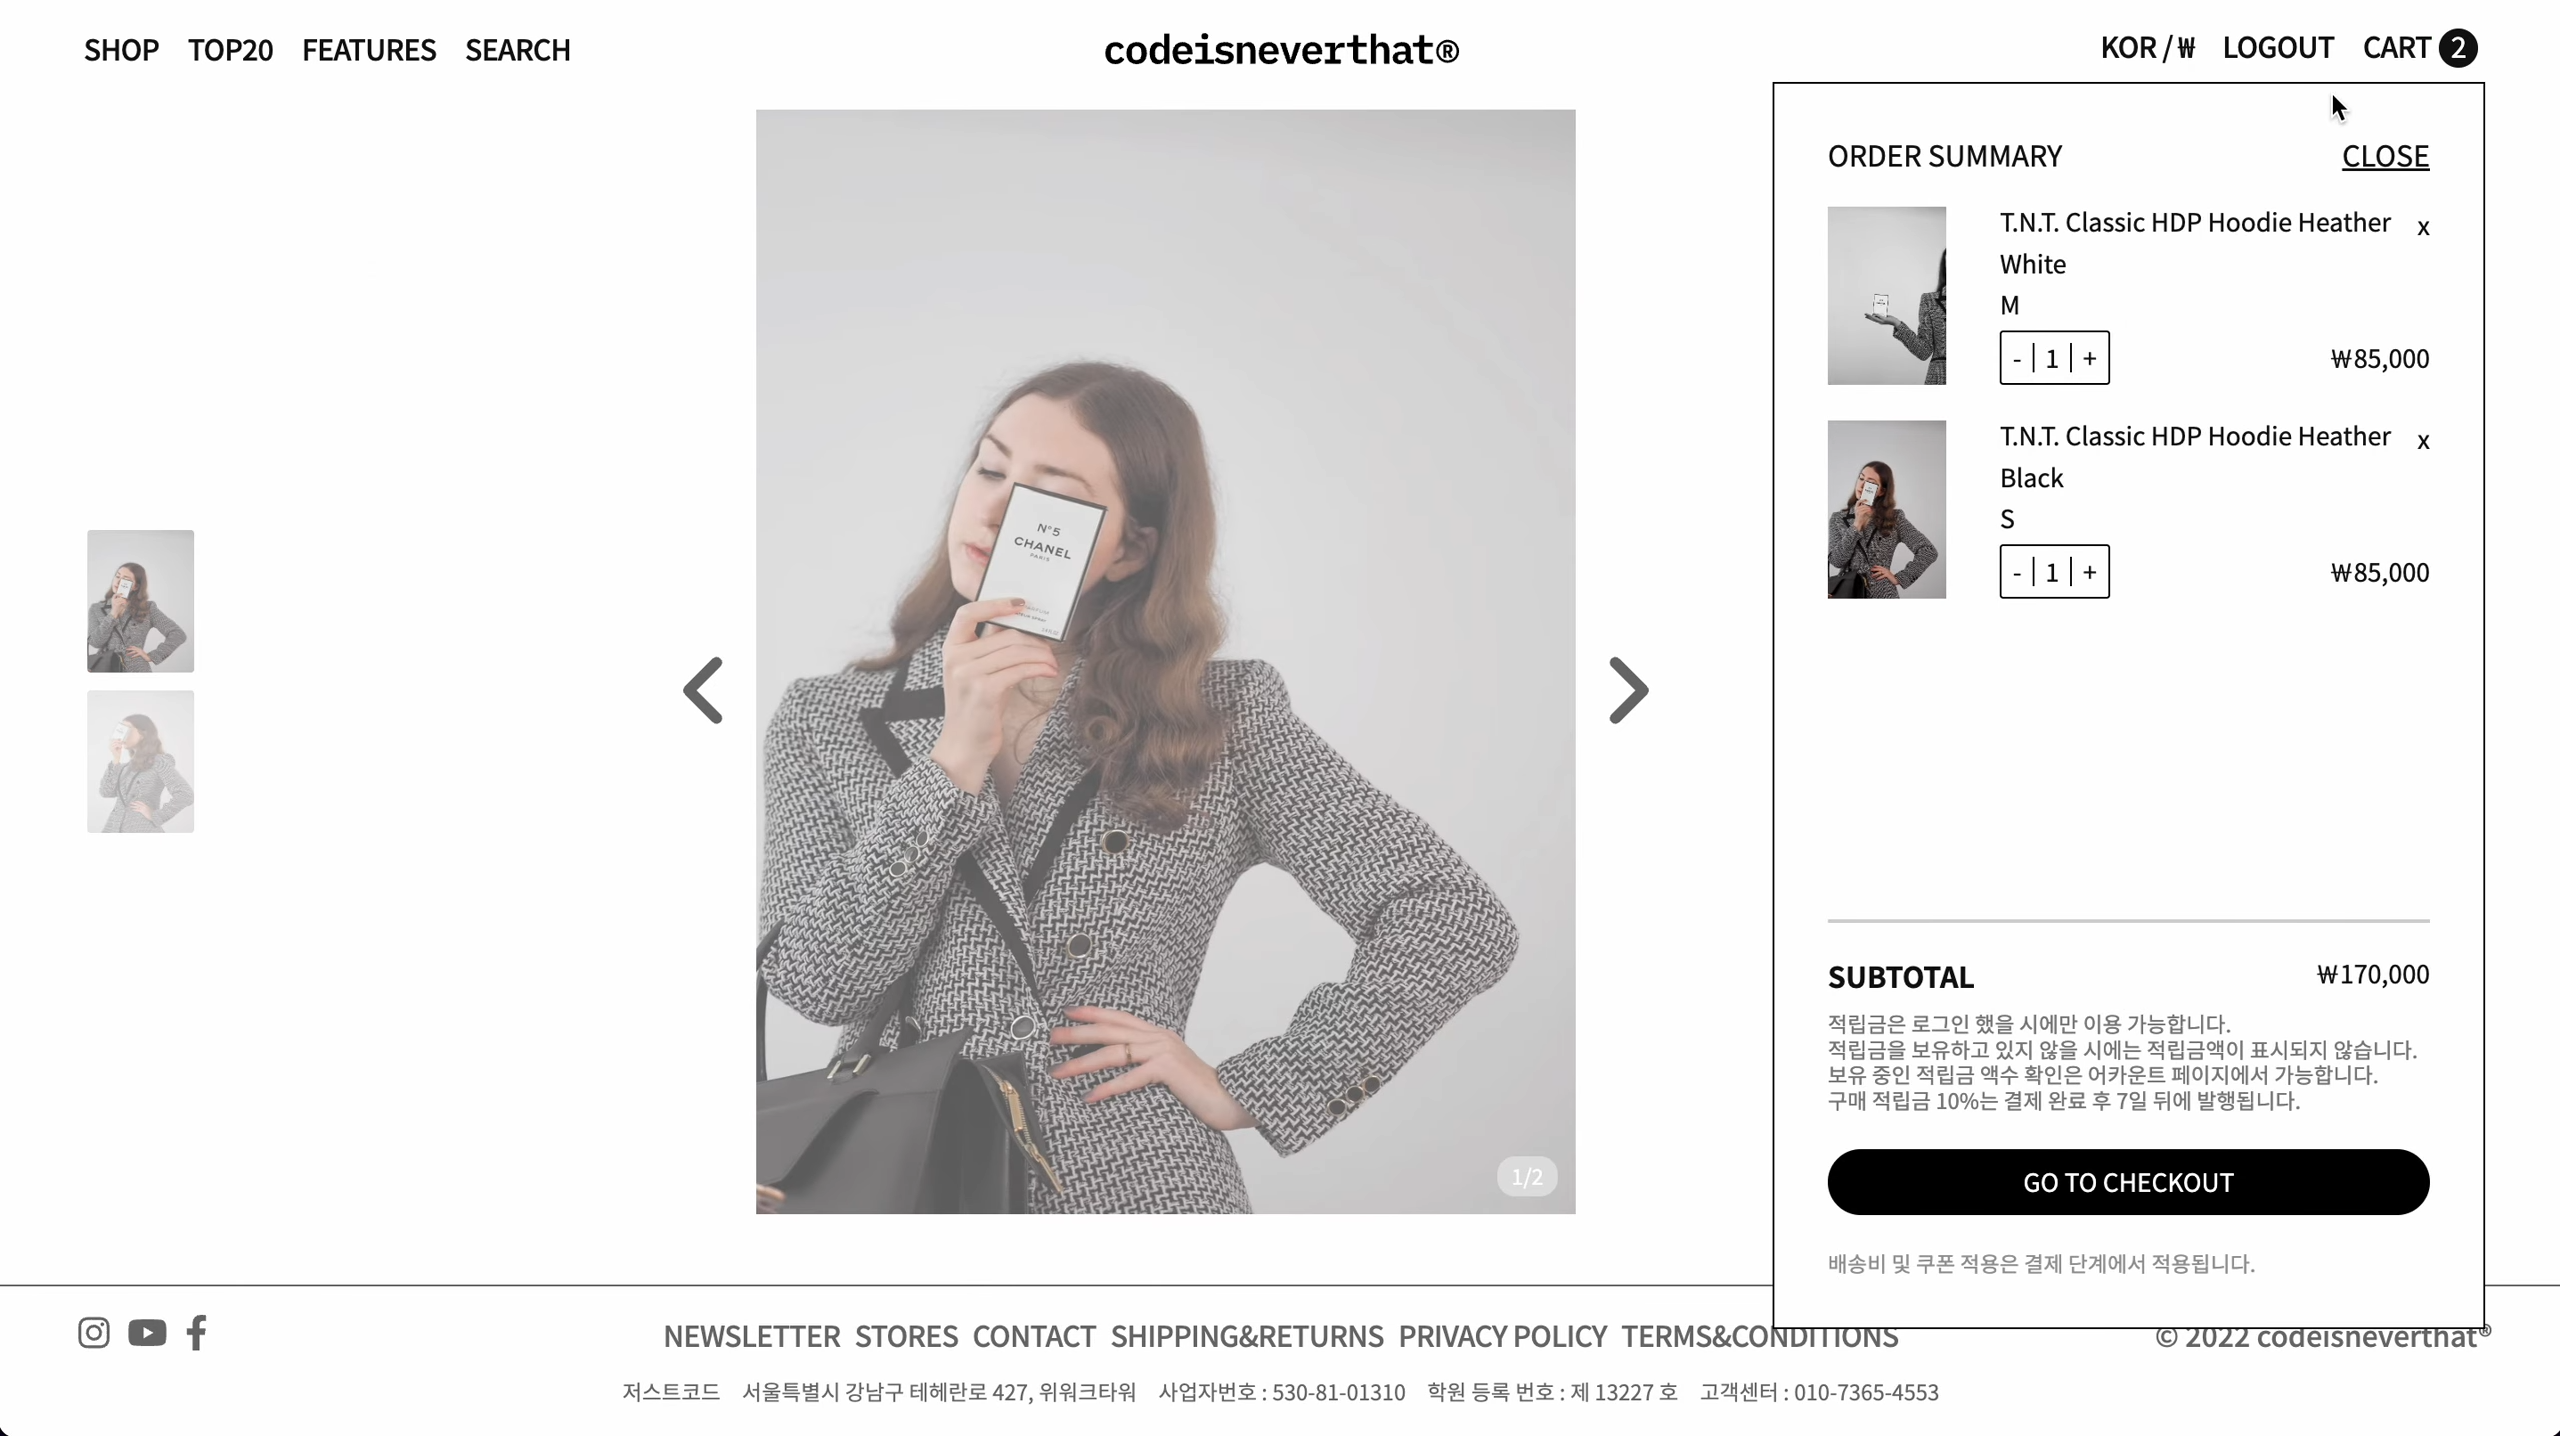 SHOP TOP20 FEATURES SEARCH
codeisneverthat®
KOR / ₩ LOGOUT CART 2
ORDER SUMMARY CLOSE
T.N.T. Classic HDP Hoodie Heather x
White
M
- | 1 | + ₩85,000
T.N.T. Classic HDP Hoodie Heather x
Black
S
- | 1 | + ₩85,000
N°5
CHANEL
PARIS
1/2
SUBTOTAL ₩170,000
적립금은 로그인 했을 시에만 이용 가능합니다.
적립금을 보유하고 있지 않을 시에는 적립금액이 표시되지 않습니다.
보유 중인 적립금 액수 확인은 어카운트 페이지에서 가능합니다.
구매 적립금 10%는 결제 완료 후 7일 뒤에 발행됩니다.
GO TO CHECKOUT
배송비 및 쿠폰 적용은 결제 단계에서 적용됩니다.
NEWSLETTER STORES CONTACT SHIPPING&RETURNS PRIVACY POLICY TERMS&CONDITIONS
© 2022 codeisneverthat®
저스트코드 서울특별시 강남구 테헤란로 427, 위워크타워 사업자번호 : 530-81-01310 학원 등록 번호 : 제 13227 호 고객센터 : 010-7365-4553